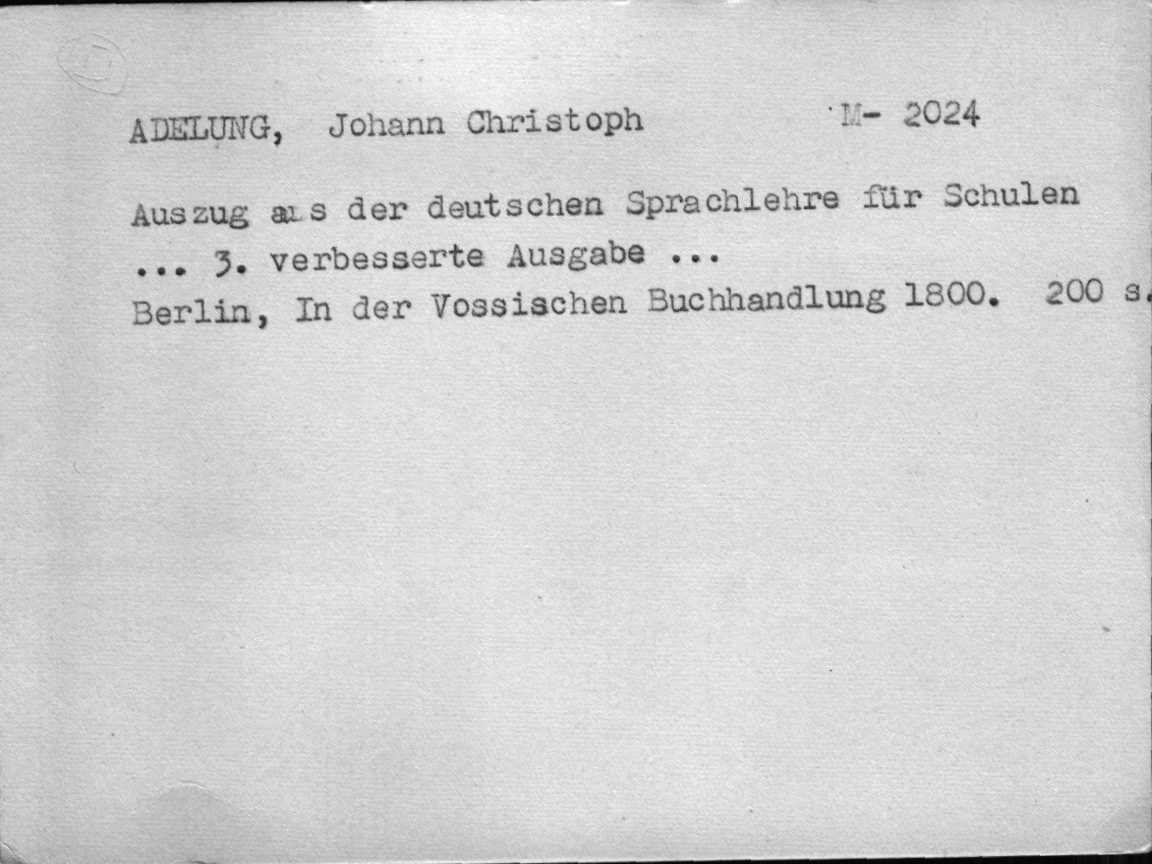 ADELUNG, Johann Christoph M- 2024
Auszug aus der deutschen Sprachlehre für Schulen
... 3. verbesserte Ausgabe ...
Berlin, In der Vossischen Buchhandlung 1800. 200 s.